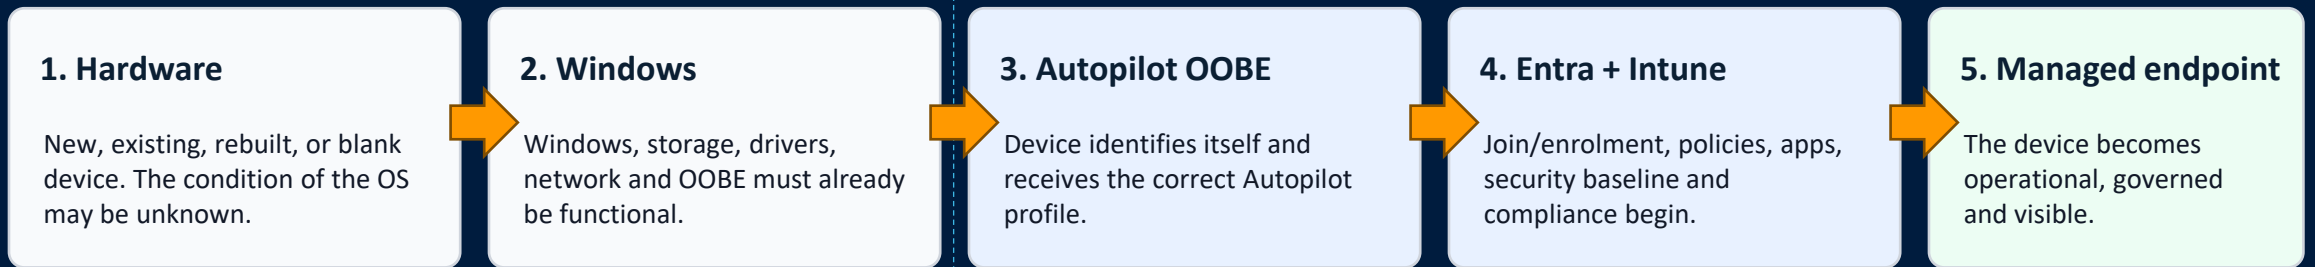 1. Hardware
New, existing, rebuilt, or blank
device. The condition of the OS
may be unknown.
2. Windows
Windows, storage, drivers,
network and OOBE must already
be functional.
3. Autopilot OOBE
Device identifies itself and
receives the correct Autopilot
profile.
4. Entra + Intune
Join/enrolment, policies, apps,
security baseline and
compliance begin.
5. Managed endpoint
The device becomes
operational, governed
and visible.